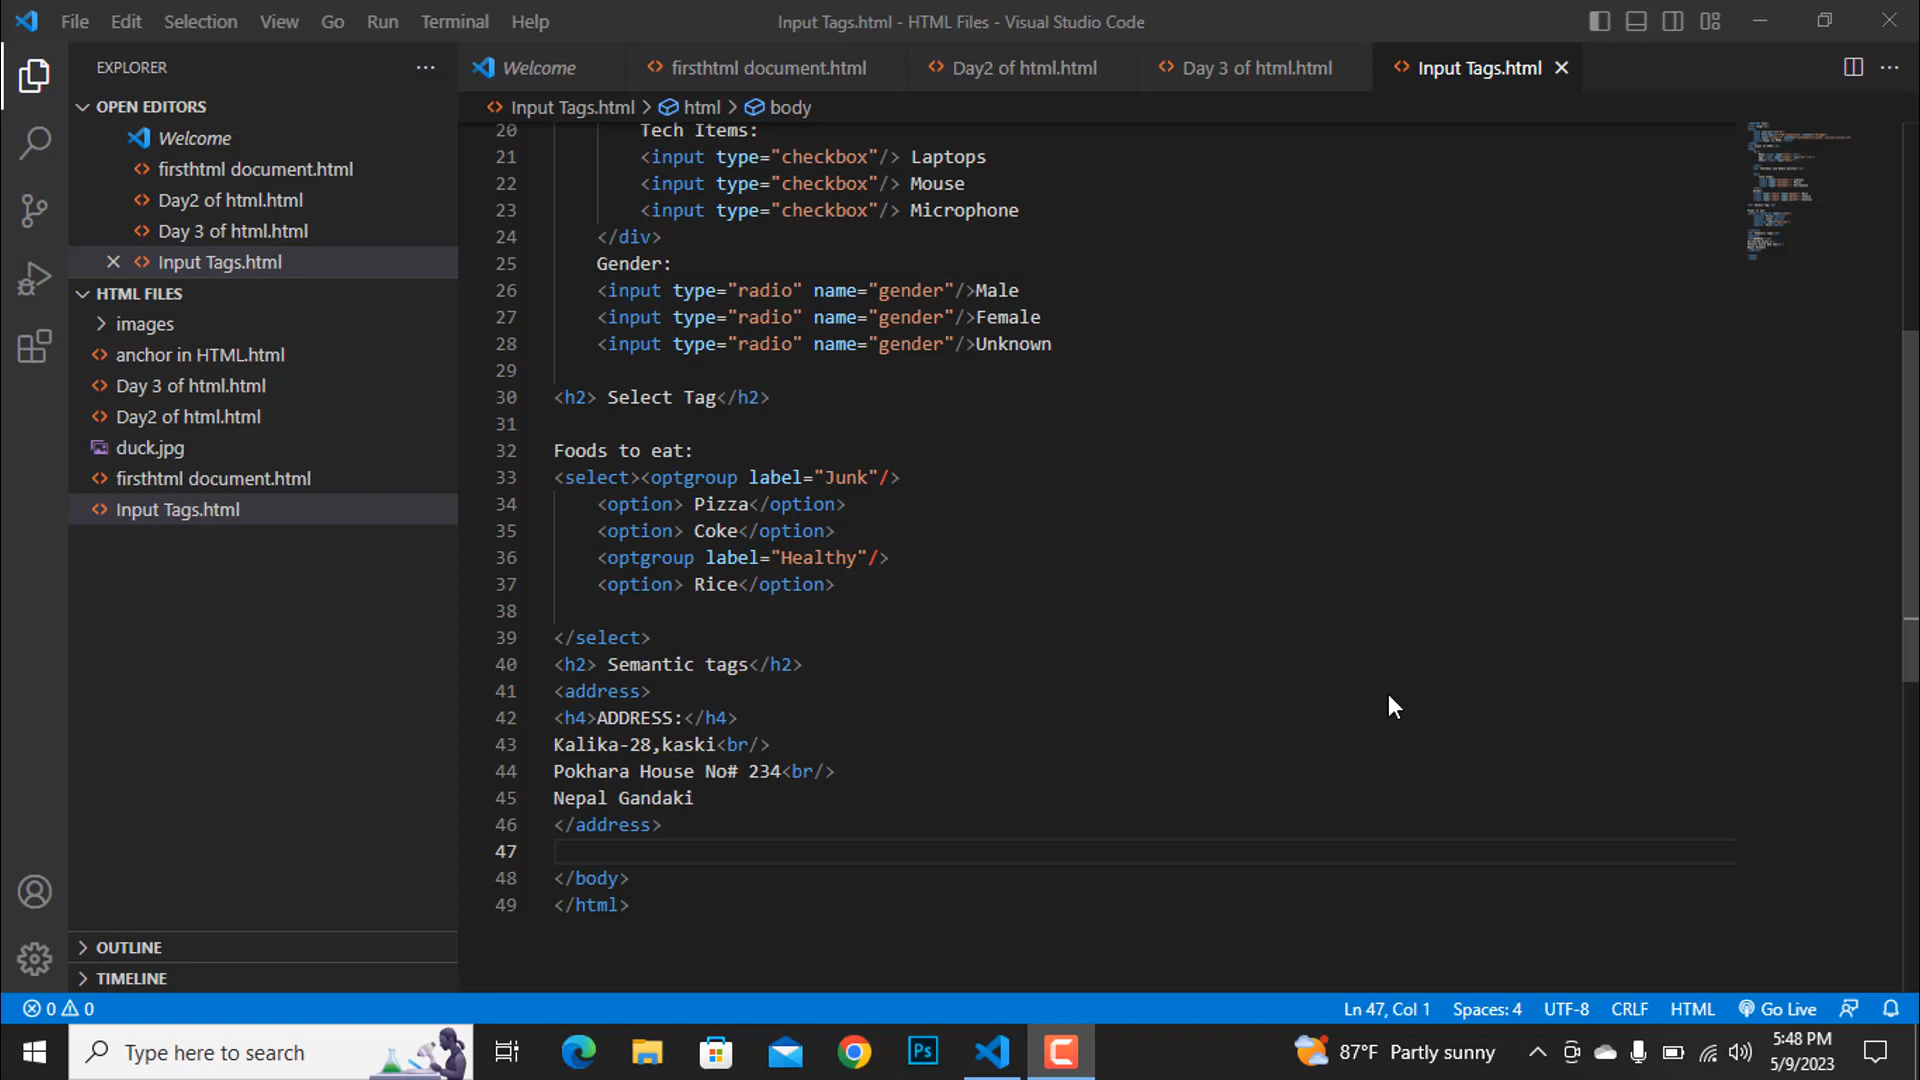 File Edit Selection View Go Run Terminal Help
Input Tags.html - HTML Files - Visual Studio Code
EXPLORER
OPEN EDITORS
Welcome
firsthtml document.html
Day2 of html.html
Day 3 of html.html
Input Tags.html
HTML FILES
images
anchor in HTML.html
Day 3 of html.html
Day2 of html.html
duck.jpg
firsthtml document.html
Input Tags.html
OUTLINE
TIMELINE
Welcome firsthtml document.html Day2 of html.html Day 3 of html.html Input Tags.html
Input Tags.html > html > body
20 Tech Items:
21 <input type="checkbox"/> Laptops
22 <input type="checkbox"/> Mouse
23 <input type="checkbox"/> Microphone
24 </div>
25 Gender:
26 <input type="radio" name="gender"/>Male
27 <input type="radio" name="gender"/>Female
28 <input type="radio" name="gender"/>Unknown
29
30 <h2> Select Tag</h2>
31
32 Foods to eat:
33 <select><optgroup label="Junk"/>
34 <option> Pizza</option>
35 <option> Coke</option>
36 <optgroup label="Healthy"/>
37 <option> Rice</option>
38
39 </select>
40 <h2> Semantic tags</h2>
41 <address>
42 <h4>ADDRESS:</h4>
43 Kalika-28,kaski<br/>
44 Pokhara House No# 234<br/>
45 Nepal Gandaki
46 </address>
47
48 </body>
49 </html>
0 0 Ln 47, Col 1 Spaces: 4 UTF-8 CRLF HTML Go Live
Type here to search
Ps
87°F Partly sunny
5:48 PM
5/9/2023